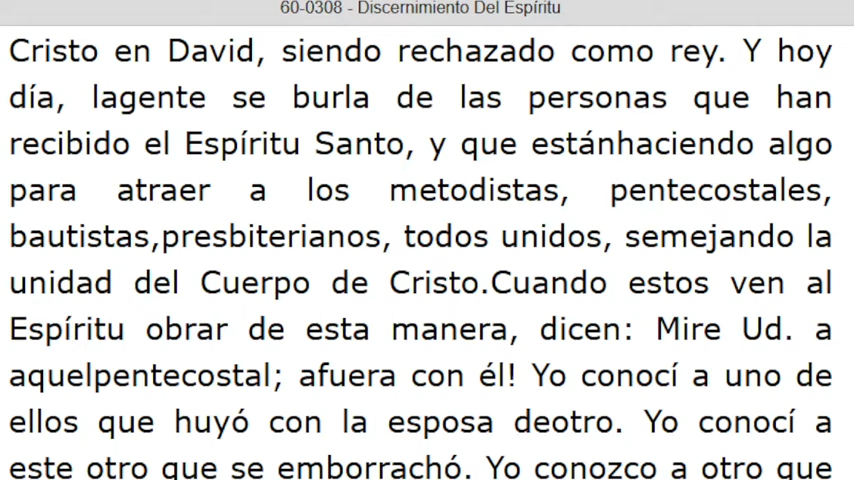 60-0308 - Discernimiento Del Espíritu
Cristo en David, siendo rechazado como rey. Y hoy
día, lagente se burla de las personas que han
recibido el Espíritu Santo, y que estánhaciendo algo
para atraer a los metodistas, pentecostales,
bautistas,presbiterianos, todos unidos, semejando la
unidad del Cuerpo de Cristo.Cuando estos ven al
Espíritu obrar de esta manera, dicen: Mire Ud. a
aquelpentecostal; afuera con él! Yo conocí a uno de
ellos que huyó con la esposa deotro. Yo conocí a
este otro que se emborrachó. Yo conozco a otro que